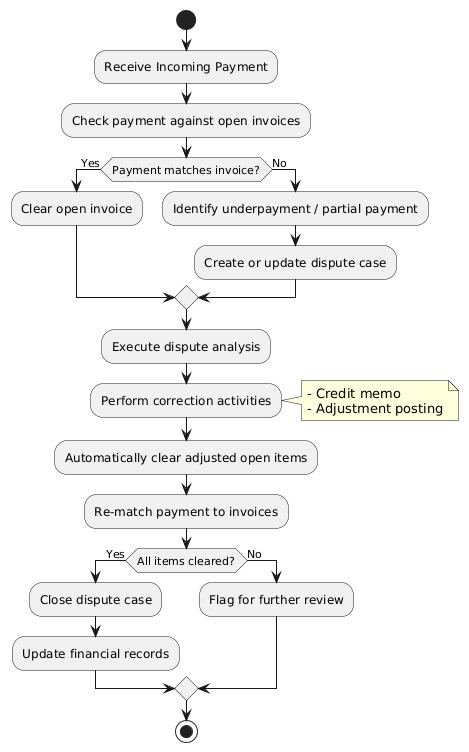 Receive Incoming Payment
Check payment against open invoices
Yes
Payment matches invoice?
No
Clear open invoice
Identify underpayment / partial payment
Create or update dispute case
Execute dispute analysis
Perform correction activities
- Credit memo
- Adjustment posting
Automatically clear adjusted open items
Re-match payment to invoices
Yes
All items cleared?
No
Close dispute case
Flag for further review
Update financial records